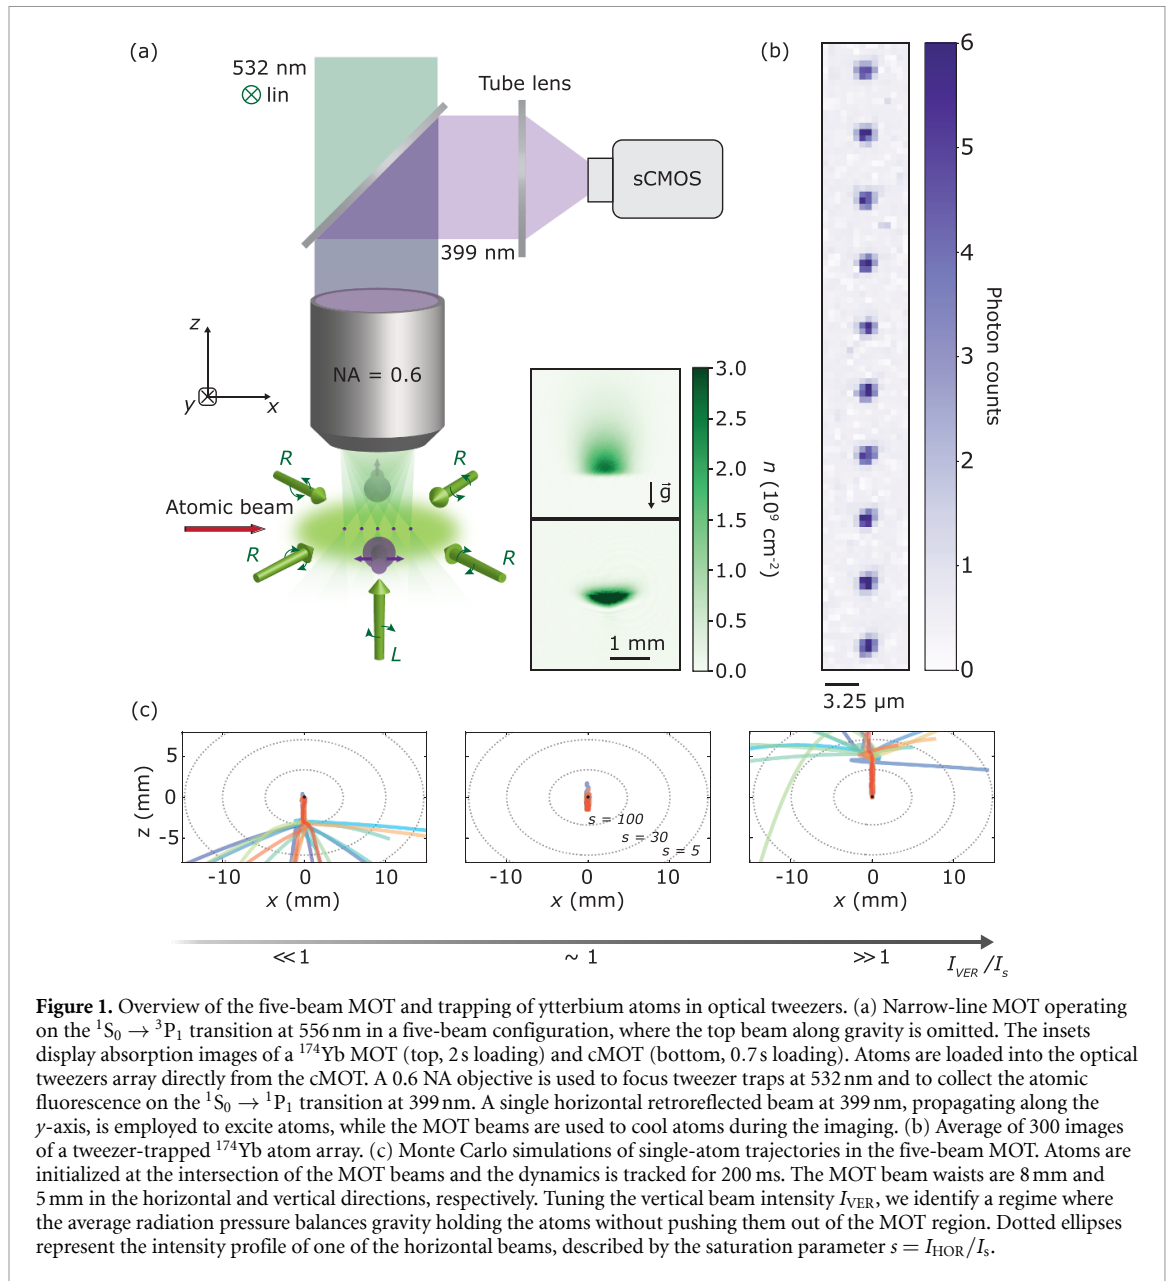 (a)
532 nm
lin
Tube lens
sCMOS
399 nm
z
y
x
NA = 0.6
R
R
Atomic beam
R
R
L
g⃗
1 mm
3.0
2.5
2.0
1.5
1.0
0.5
0.0
n (10⁹ cm⁻²)
(b)
6
5
4
3
2
1
0
Photon counts
3.25 μm
(c)
5
0
-5
z (mm)
-10
0
10
x (mm)
s = 100
s = 30
s = 5
-10
0
10
x (mm)
-10
0
10
x (mm)
≪ 1
~ 1
≫ 1
I_VER / I_s
Figure 1. Overview of the five-beam MOT and trapping of ytterbium atoms in optical tweezers. (a) Narrow-line MOT operating
on the ¹S₀ → ³P₁ transition at 556 nm in a five-beam configuration, where the top beam along gravity is omitted. The insets
display absorption images of a ¹⁷⁴Yb MOT (top, 2 s loading) and cMOT (bottom, 0.7 s loading). Atoms are loaded into the optical
tweezers array directly from the cMOT. A 0.6 NA objective is used to focus tweezer traps at 532 nm and to collect the atomic
fluorescence on the ¹S₀ → ¹P₁ transition at 399 nm. A single horizontal retroreflected beam at 399 nm, propagating along the
y-axis, is employed to excite atoms, while the MOT beams are used to cool atoms during the imaging. (b) Average of 300 images
of a tweezer-trapped ¹⁷⁴Yb atom array. (c) Monte Carlo simulations of single-atom trajectories in the five-beam MOT. Atoms are
initialized at the intersection of the MOT beams and the dynamics is tracked for 200 ms. The MOT beam waists are 8 mm and
5 mm in the horizontal and vertical directions, respectively. Tuning the vertical beam intensity I_VER, we identify a regime where
the average radiation pressure balances gravity holding the atoms without pushing them out of the MOT region. Dotted ellipses
represent the intensity profile of one of the horizontal beams, described by the saturation parameter s = I_HOR/I_s.